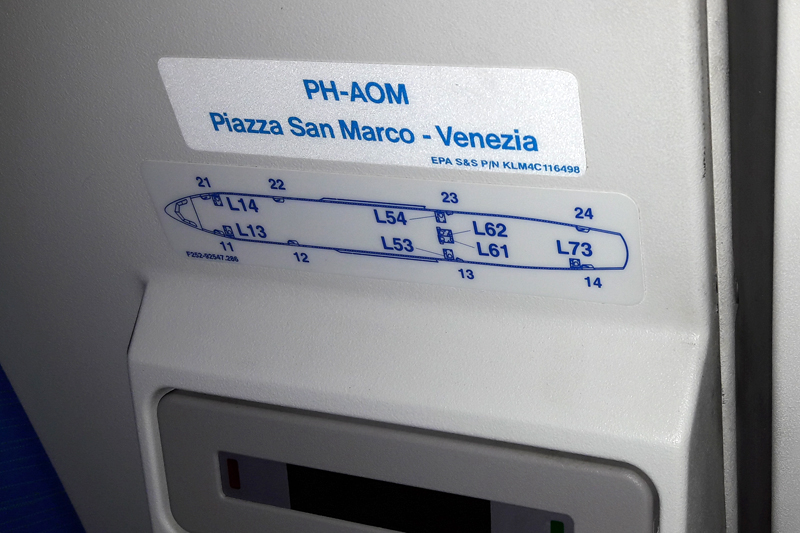 PH-AOM
Piazza San Marco - Venezia
EPA S&S P/N KLM4C116498
21 22 23 24
L14 L54 L62
L13 L53 L61 L73
11 12 13 14
F252-92547.286